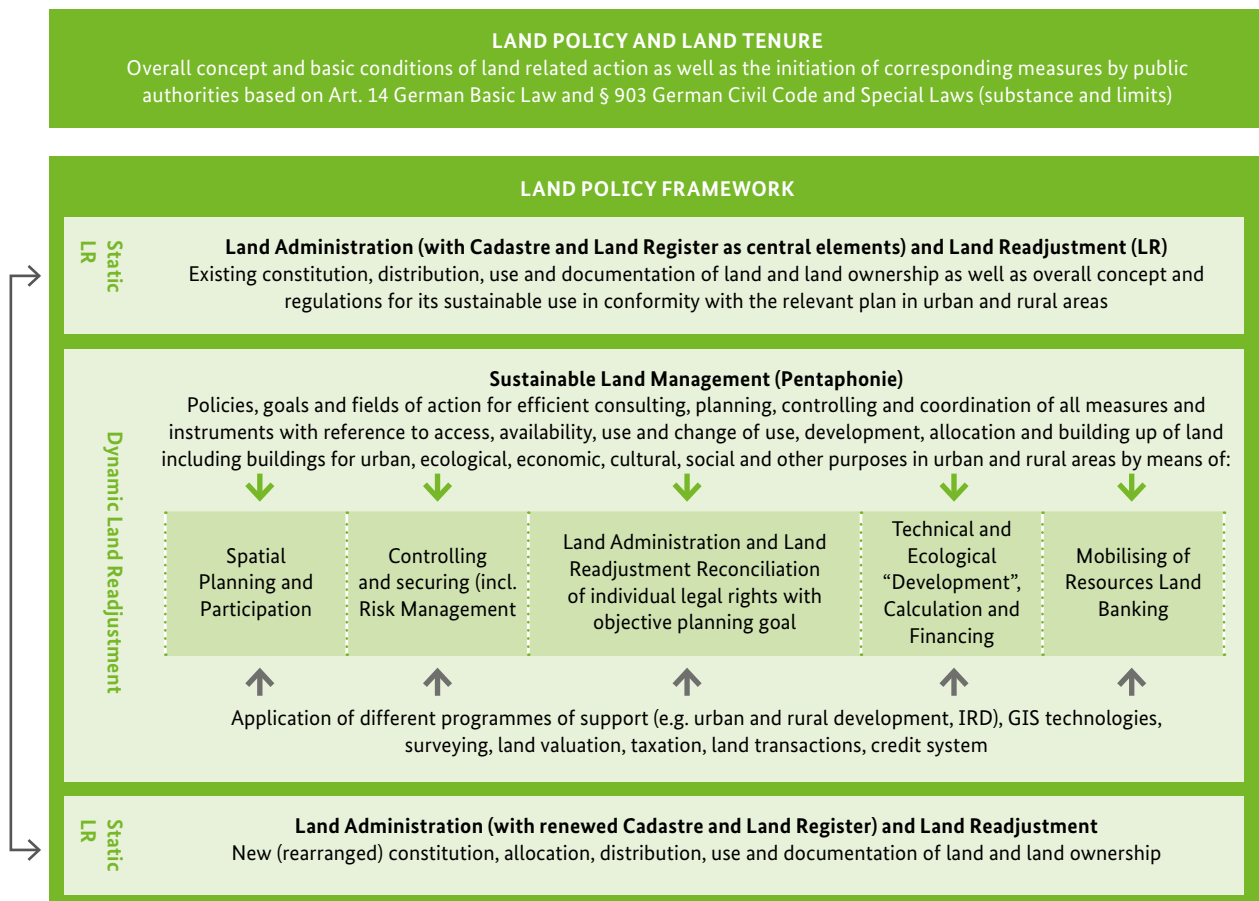 LAND POLICY AND LAND TENURE
Overall concept and basic conditions of land related action as well as the initiation of corresponding measures by public
authorities based on Art. 14 German Basic Law and § 903 German Civil Code and Special Laws (substance and limits)
LAND POLICY FRAMEWORK
Static
LR
Land Administration (with Cadastre and Land Register as central elements) and Land Readjustment (LR)
Existing constitution, distribution, use and documentation of land and land ownership as well as overall concept and
regulations for its sustainable use in conformity with the relevant plan in urban and rural areas
Dynamic Land Readjustment
Sustainable Land Management (Pentaphonie)
Policies, goals and fields of action for efficient consulting, planning, controlling and coordination of all measures and
instruments with reference to access, availability, use and change of use, development, allocation and building up of land
including buildings for urban, ecological, economic, cultural, social and other purposes in urban and rural areas by means of:
Spatial
Planning and
Participation
Controlling
and securing (incl.
Risk Management
Land Administration and Land
Readjustment Reconciliation
of individual legal rights with
objective planning goal
Technical and
Ecological
“Development”,
Calculation and
Financing
Mobilising of
Resources Land
Banking
Application of different programmes of support (e.g. urban and rural development, IRD), GIS technologies,
surveying, land valuation, taxation, land transactions, credit system
Static
LR
Land Administration (with renewed Cadastre and Land Register) and Land Readjustment
New (rearranged) constitution, allocation, distribution, use and documentation of land and land ownership